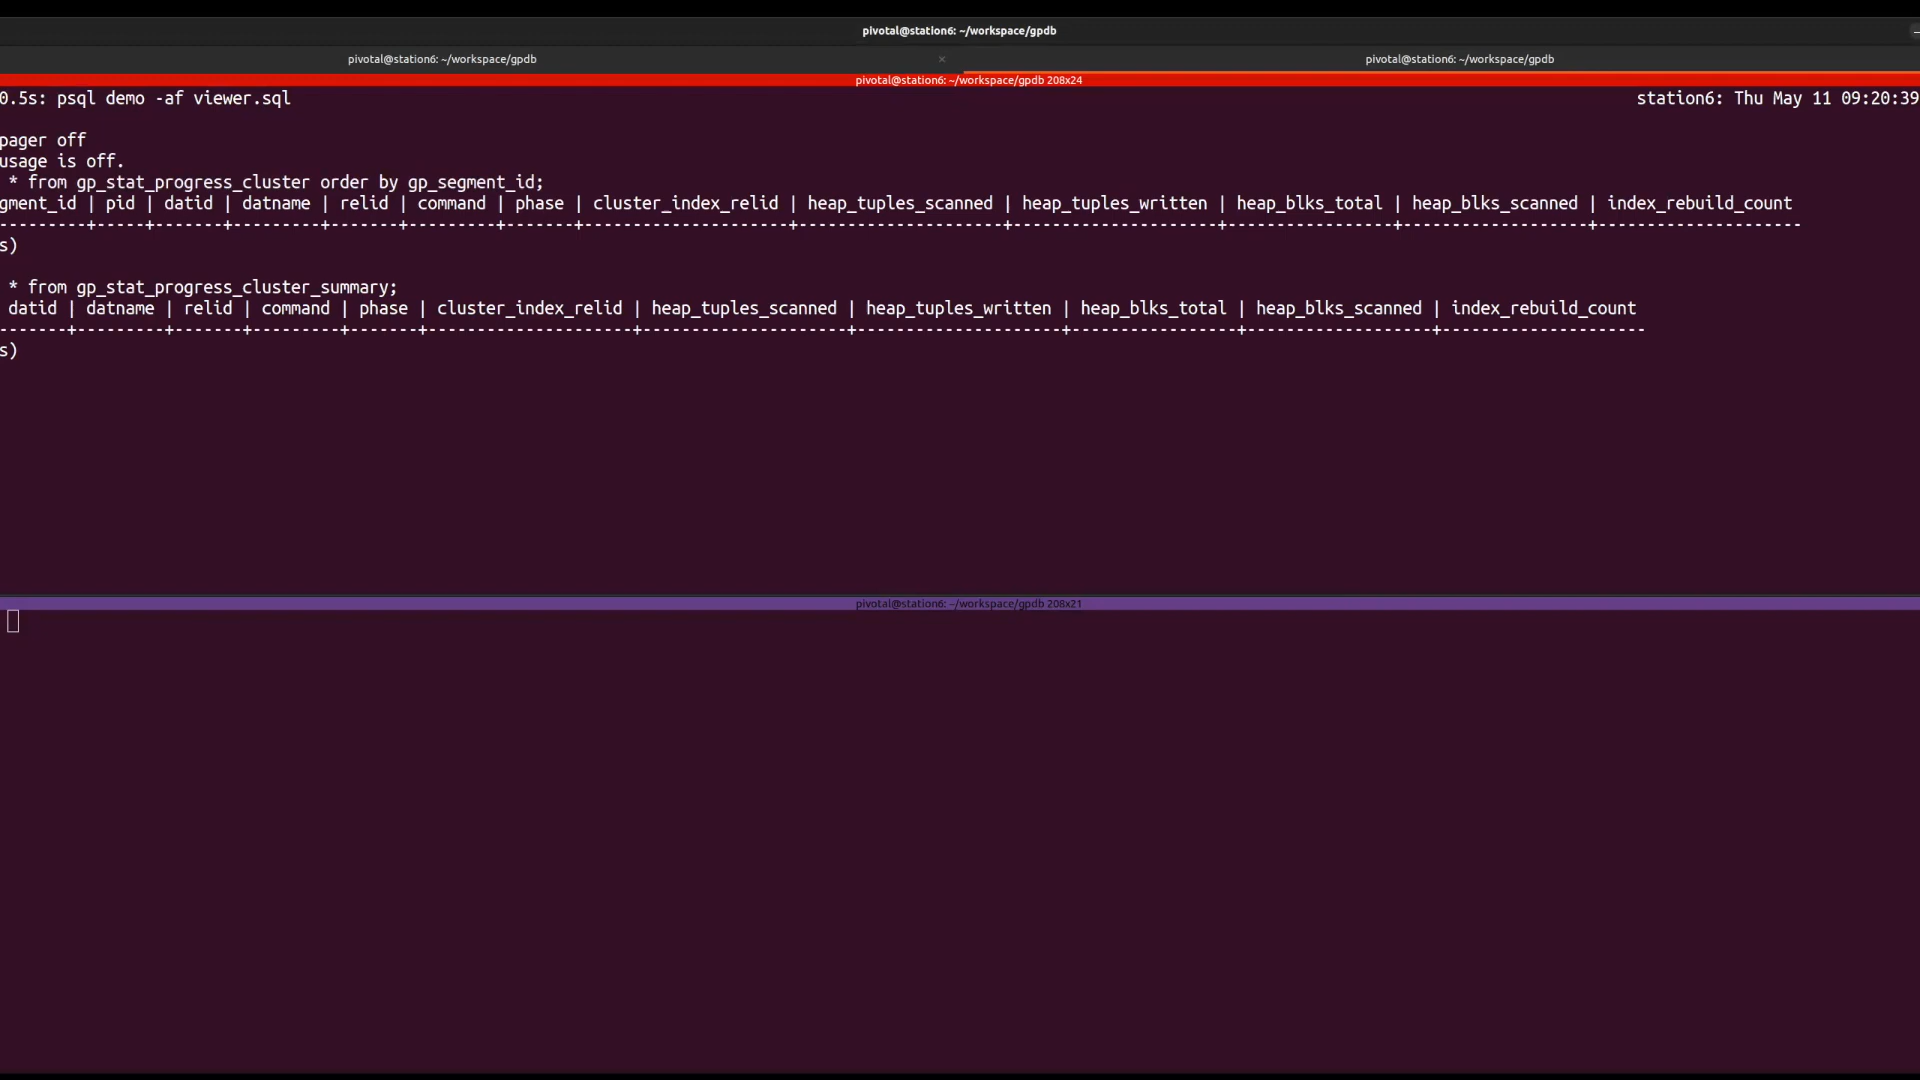 pivotal@station6: ~/workspace/gpdb
pivotal@station6: ~/workspace/gpdb × pivotal@station6: ~/workspace/gpdb
pivotal@station6: ~/workspace/gpdb 208x24
0.5s: psql demo -af viewer.sql station6: Thu May 11 09:20:39
pager off
usage is off.
* from gp_stat_progress_cluster order by gp_segment_id;
gment_id | pid | datid | datname | relid | command | phase | cluster_index_relid | heap_tuples_scanned | heap_tuples_written | heap_blks_total | heap_blks_scanned | index_rebuild_count
---------+-----+-------+---------+-------+---------+-------+---------------------+---------------------+---------------------+-----------------+-------------------+---------------------
s)
* from gp_stat_progress_cluster_summary;
datid | datname | relid | command | phase | cluster_index_relid | heap_tuples_scanned | heap_tuples_written | heap_blks_total | heap_blks_scanned | index_rebuild_count
-------+---------+-------+---------+-------+---------------------+---------------------+---------------------+-----------------+-------------------+---------------------
s)
pivotal@station6: ~/workspace/gpdb 208x21